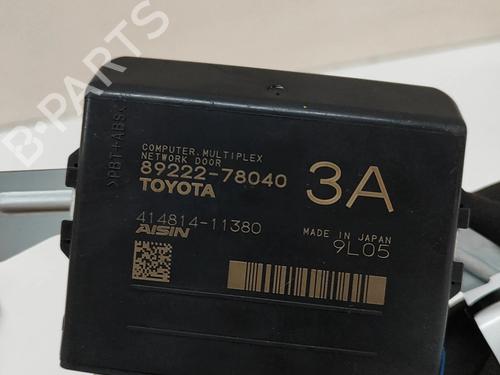 B-PARTS
>PBT+ABS<
COMPUTER.MULTIPLEX
NETWORK DOOR
89222-78040
TOYOTA
3A
414814-11380
AISIN
MADE IN JAPAN
9L05